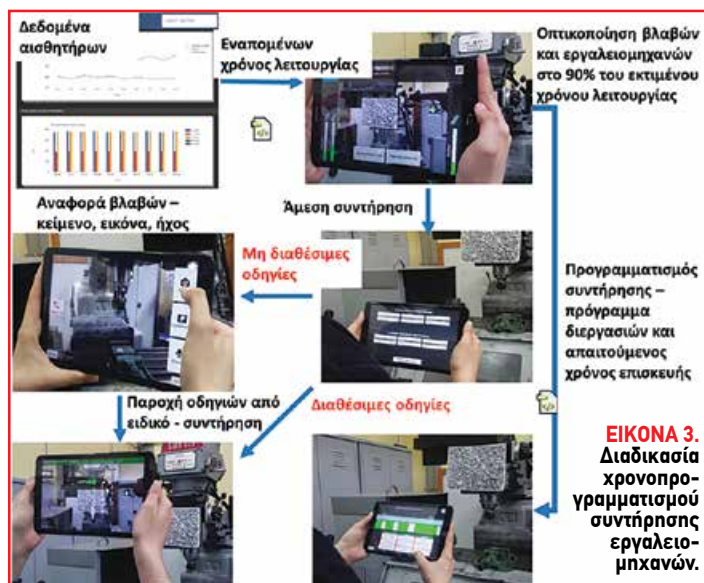 Δεδομένα
αισθητήρων
Εναπομένων
χρόνος λειτουργίας
Οπτικοποίηση βλαβών
και εργαλειομηχανών
στο 90% του εκτιμένου
χρόνου λειτουργίας
Αναφορά βλαβών –
κείμενο, εικόνα, ήχος
Άμεση συντήρηση
Μη διαθέσιμες
οδηγίες
Προγραμματισμός
συντήρησης –
πρόγραμμα
διεργασιών και
απαιτούμενος
χρόνος επισκευής
Παροχή οδηγιών από
ειδικό - συντήρηση
Διαθέσιμες οδηγίες
ΕΙΚΟΝΑ 3.
Διαδικασία
χρονοπρο-
γραμματισμού
συντήρησης
εργαλειο-
μηχανών.